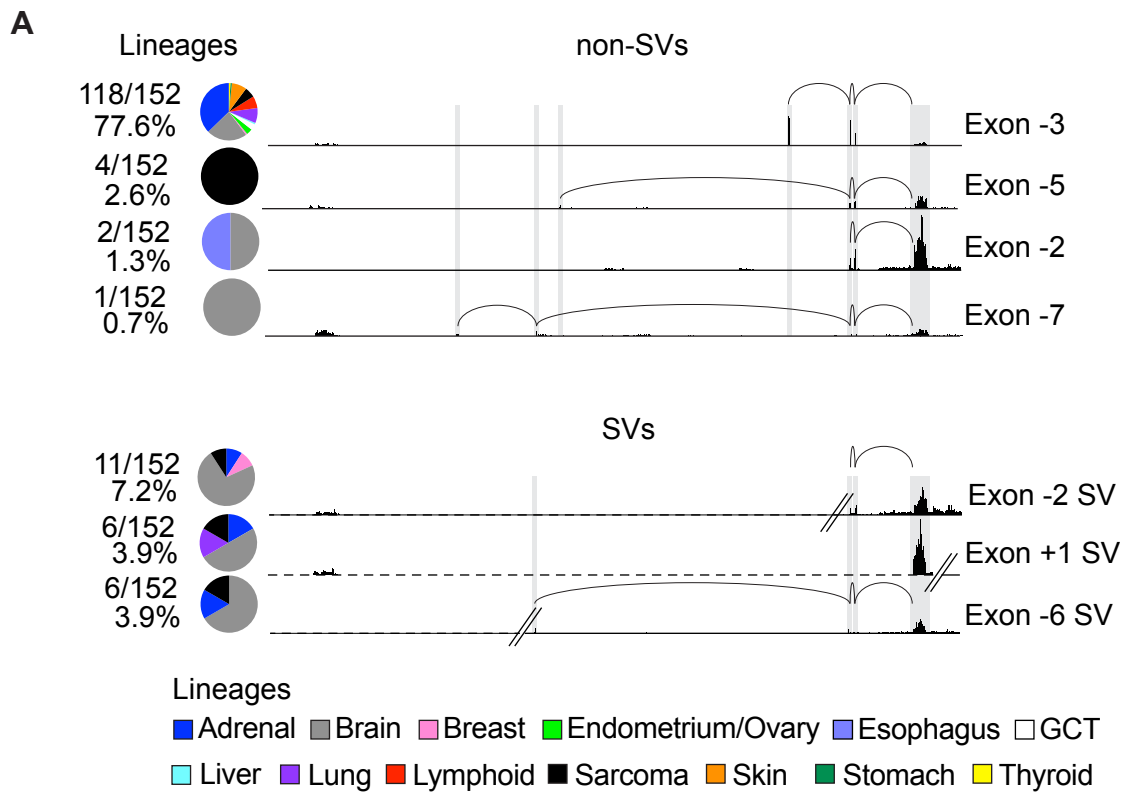 A
Lineages non-SVs
118/152
77.6%
Exon -3
4/152
2.6%
Exon -5
2/152
1.3%
Exon -2
1/152
0.7%
Exon -7
SVs
11/152
7.2%
Exon -2 SV
6/152
3.9%
Exon +1 SV
6/152
3.9%
Exon -6 SV
Lineages
Adrenal Brain Breast Endometrium/Ovary Esophagus GCT
Liver Lung Lymphoid Sarcoma Skin Stomach Thyroid